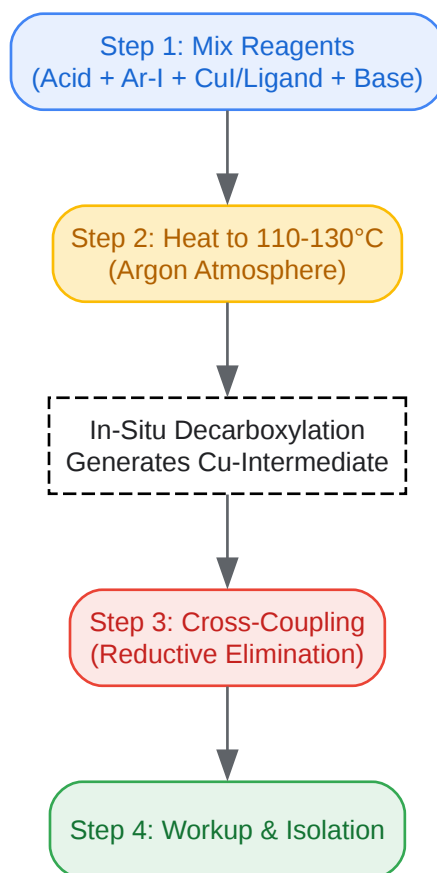 Step 1: Mix Reagents
(Acid + Ar-I + CuI/Ligand + Base)
Step 2: Heat to 110-130°C
(Argon Atmosphere)
In-Situ Decarboxylation
Generates Cu-Intermediate
Step 3: Cross-Coupling
(Reductive Elimination)
Step 4: Workup & Isolation